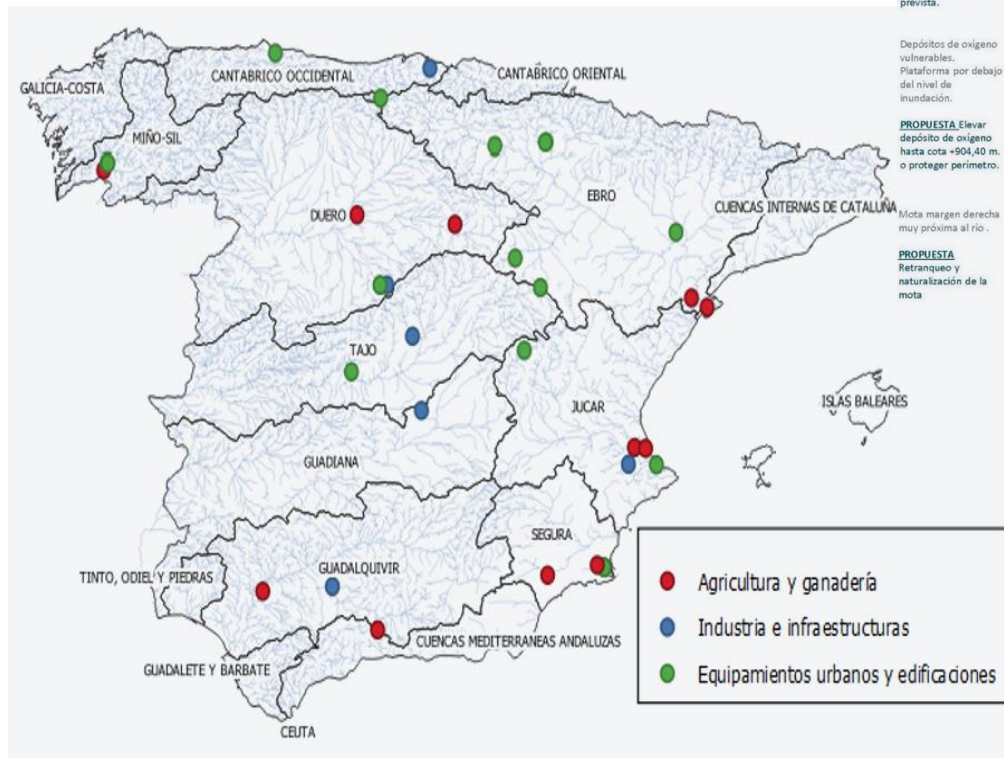 prevista.
Depósitos de oxígeno
vulnerables.
Plataforma por debajo
del nivel de
inundación.
PROPUESTA Elevar
depósito de oxígeno
hasta cota +904,40 m.
o proteger perímetro.
Mota margen derecha
muy próxima al río .
PROPUESTA
Retranqueo y
naturalización de la
mota
GALICIA-COSTA
CANTABRICO OCCIDENTAL
CANTÁBRICO ORIENTAL
MIÑO-SIL
DUERO
EBRO
CUENCAS INTERNAS DE CATALUÑA
TAJO
JUCAR
ISLAS BALEARES
GUADIANA
SEGURA
TINTO, ODIEL Y PIEDRAS
GUADALQUIVIR
CUENCAS MEDITERRANEAS ANDALUZAS
GUADALETE Y BARBATE
CEUTA
Agricultura y ganadería
Industria e infraestructuras
Equipamientos urbanos y edificaciones